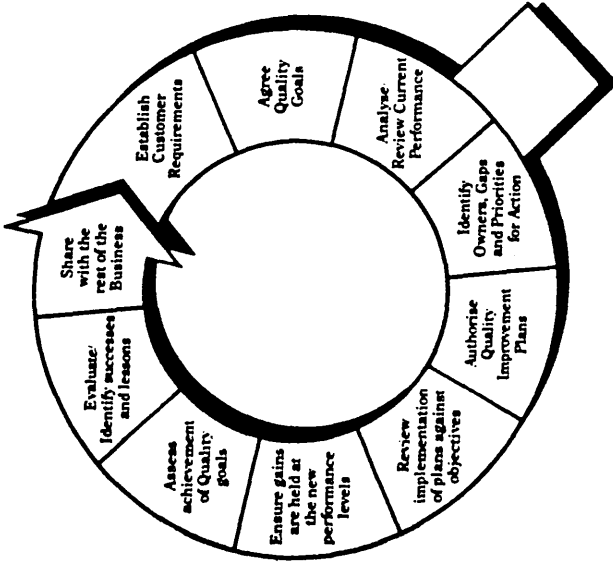 Establish
Customer
Requirements
Agree
Quality
Goals
Analyse
Review Current
Performance
Identify
Owners, Gaps
and Priorities
for Action
Authorise
Quality
Improvement
Plans
Review
implementation
of plans against
objectives
Ensure gains
are held at
the new
performance
levels
Assess
achievement
of Quality
goals
Evaluate/
Identify successes
and lessons
Share
with the
rest of the
Business